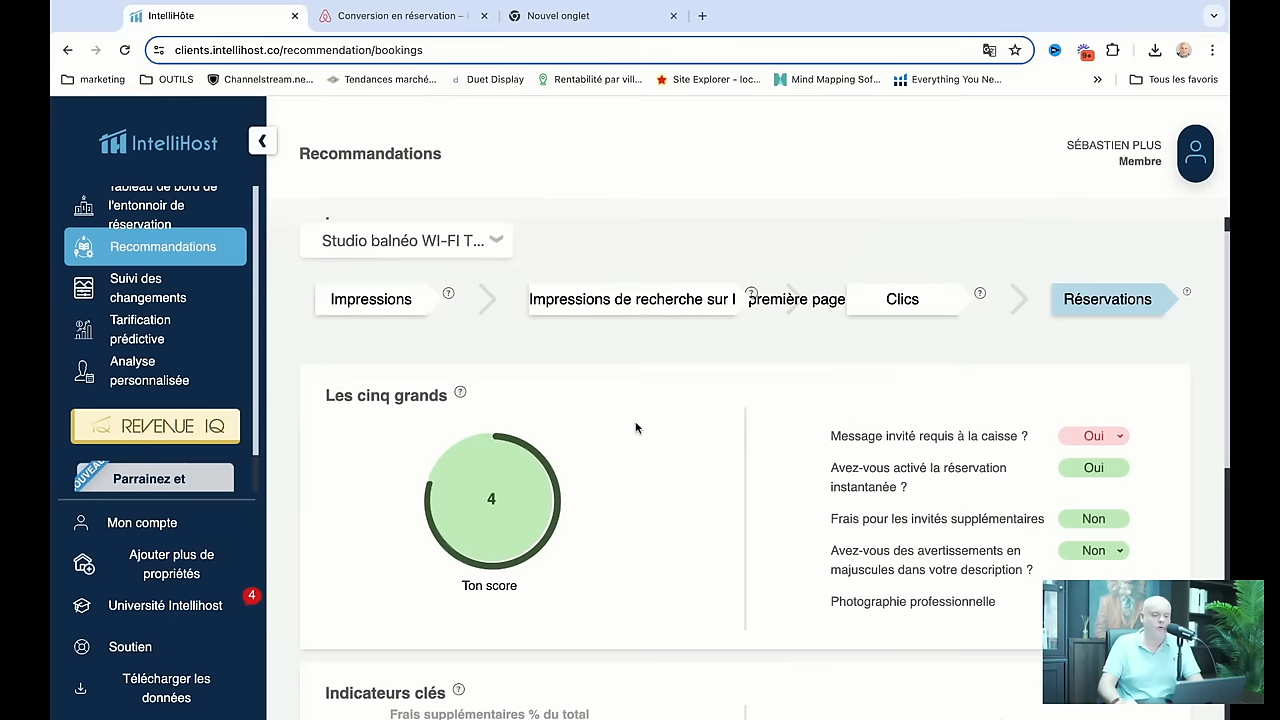 IntelliHôte
Conversion en réservation –
Nouvel onglet
clients.intellihost.co/recommendation/bookings
9+
marketing
OUTILS
Channelstream.ne...
Tendances marché...
Duet Display
Rentabilité par vill...
Site Explorer - loc...
Mind Mapping Sof...
Everything You Ne...
Tous les favoris
IntelliHost
Recommandations
SÉBASTIEN PLUS
Membre
Tableau de bord de
l'entonnoir de
réservation
Recommandations
Suivi des
changements
Tarification
prédictive
Analyse
personnalisée
REVENUE IQ
NOUVEAU
Parrainez et
Mon compte
Ajouter plus de
propriétés
Université Intellihost
4
Soutien
Télécharger les
données
Studio balnéo WI-FI T...
Impressions
Impressions de recherche sur l
première page
Clics
Réservations
Les cinq grands
4
Ton score
Message invité requis à la caisse ?
Oui
Avez-vous activé la réservation
instantanée ?
Oui
Frais pour les invités supplémentaires
Non
Avez-vous des avertissements en
majuscules dans votre description ?
Non
Photographie professionnelle
Indicateurs clés
Frais supplémentaires % du total